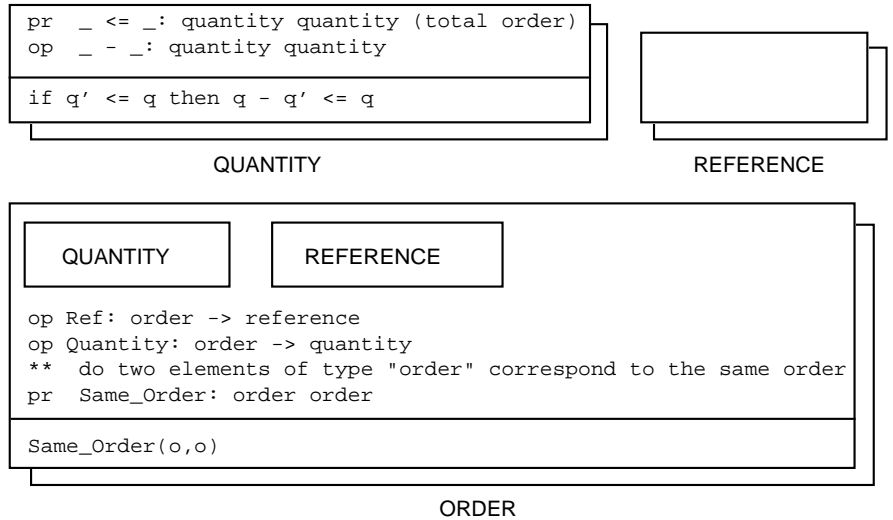 pr  _ <= _: quantity quantity (total order)
op  _ - _: quantity quantity
if q’ <= q then q - q’ <= q
QUANTITY
REFERENCE
QUANTITY
REFERENCE
op Ref: order -> reference
op Quantity: order -> quantity
**  do two elements of type "order" correspond to the same order
pr  Same_Order: order order
Same_Order(o,o)
ORDER